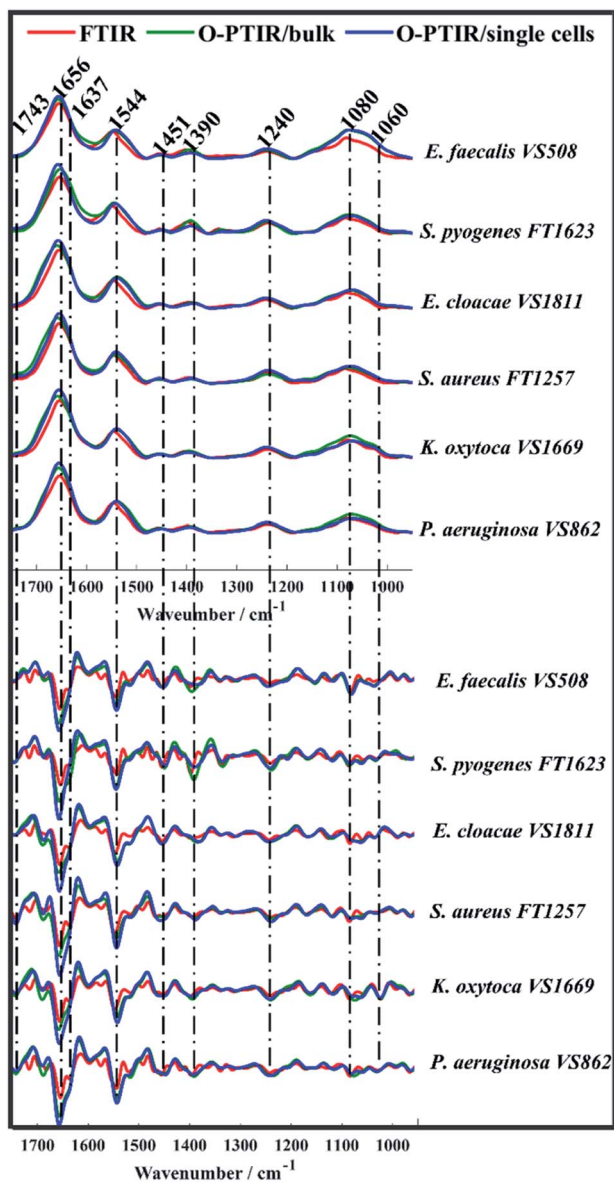 FTIR O-PTIR/bulk O-PTIR/single cells
1743 1656 1637 1544 1451 1390 1240 1080 1060
E. faecalis VS508
S. pyogenes FT1623
E. cloacae VS1811
S. aureus FT1257
K. oxytoca VS1669
P. aeruginosa VS862
1700 1600 1500 1400 1300 1200 1100 1000
Waveumber / cm⁻¹
E. faecalis VS508
S. pyogenes FT1623
E. cloacae VS1811
S. aureus FT1257
K. oxytoca VS1669
P. aeruginosa VS862
1700 1600 1500 1400 1300 1200 1100 1000
Wavenumber / cm⁻¹